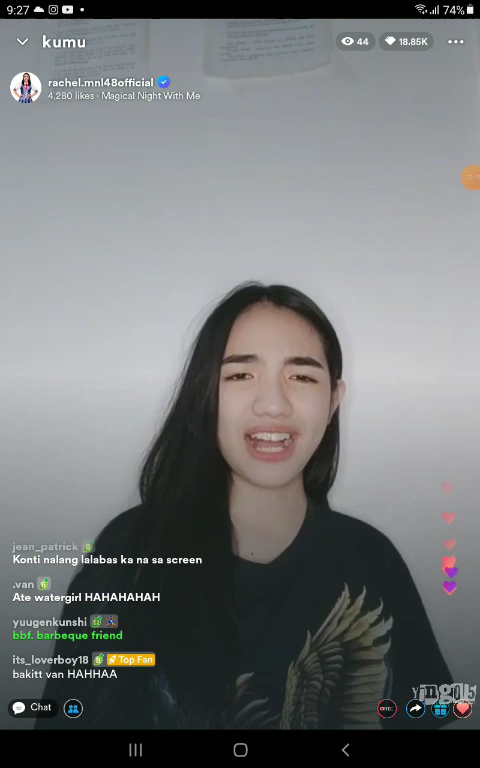 9:27
74%
kumu
44
18.85K
rachel.mnl48official
4,280 likes · Magical Night With Me
jean_patrick 6
Konti nalang lalabas ka na sa screen
.van 6
Ate watergirl HAHAHAHAH
yuugenkunshi
bbf. barbeque friend
its_loverboy18 Top Fan
bakitt van HAHHAA
Chat